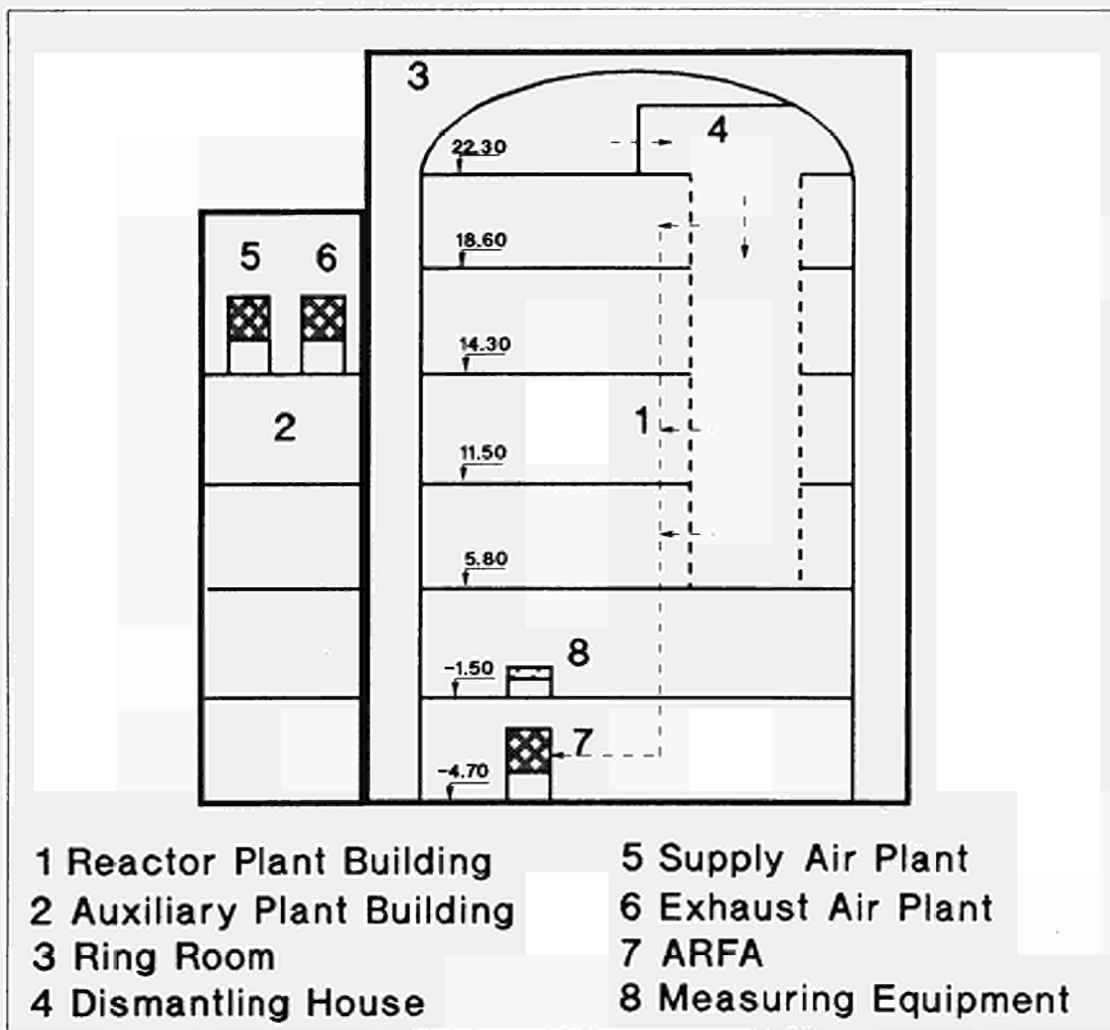 3
4
22.30
18.60
5 6
14.30
2
1
11.50
5.80
8
-1.50
7
-4.70
1 Reactor Plant Building
2 Auxiliary Plant Building
3 Ring Room
4 Dismantling House
5 Supply Air Plant
6 Exhaust Air Plant
7 ARFA
8 Measuring Equipment